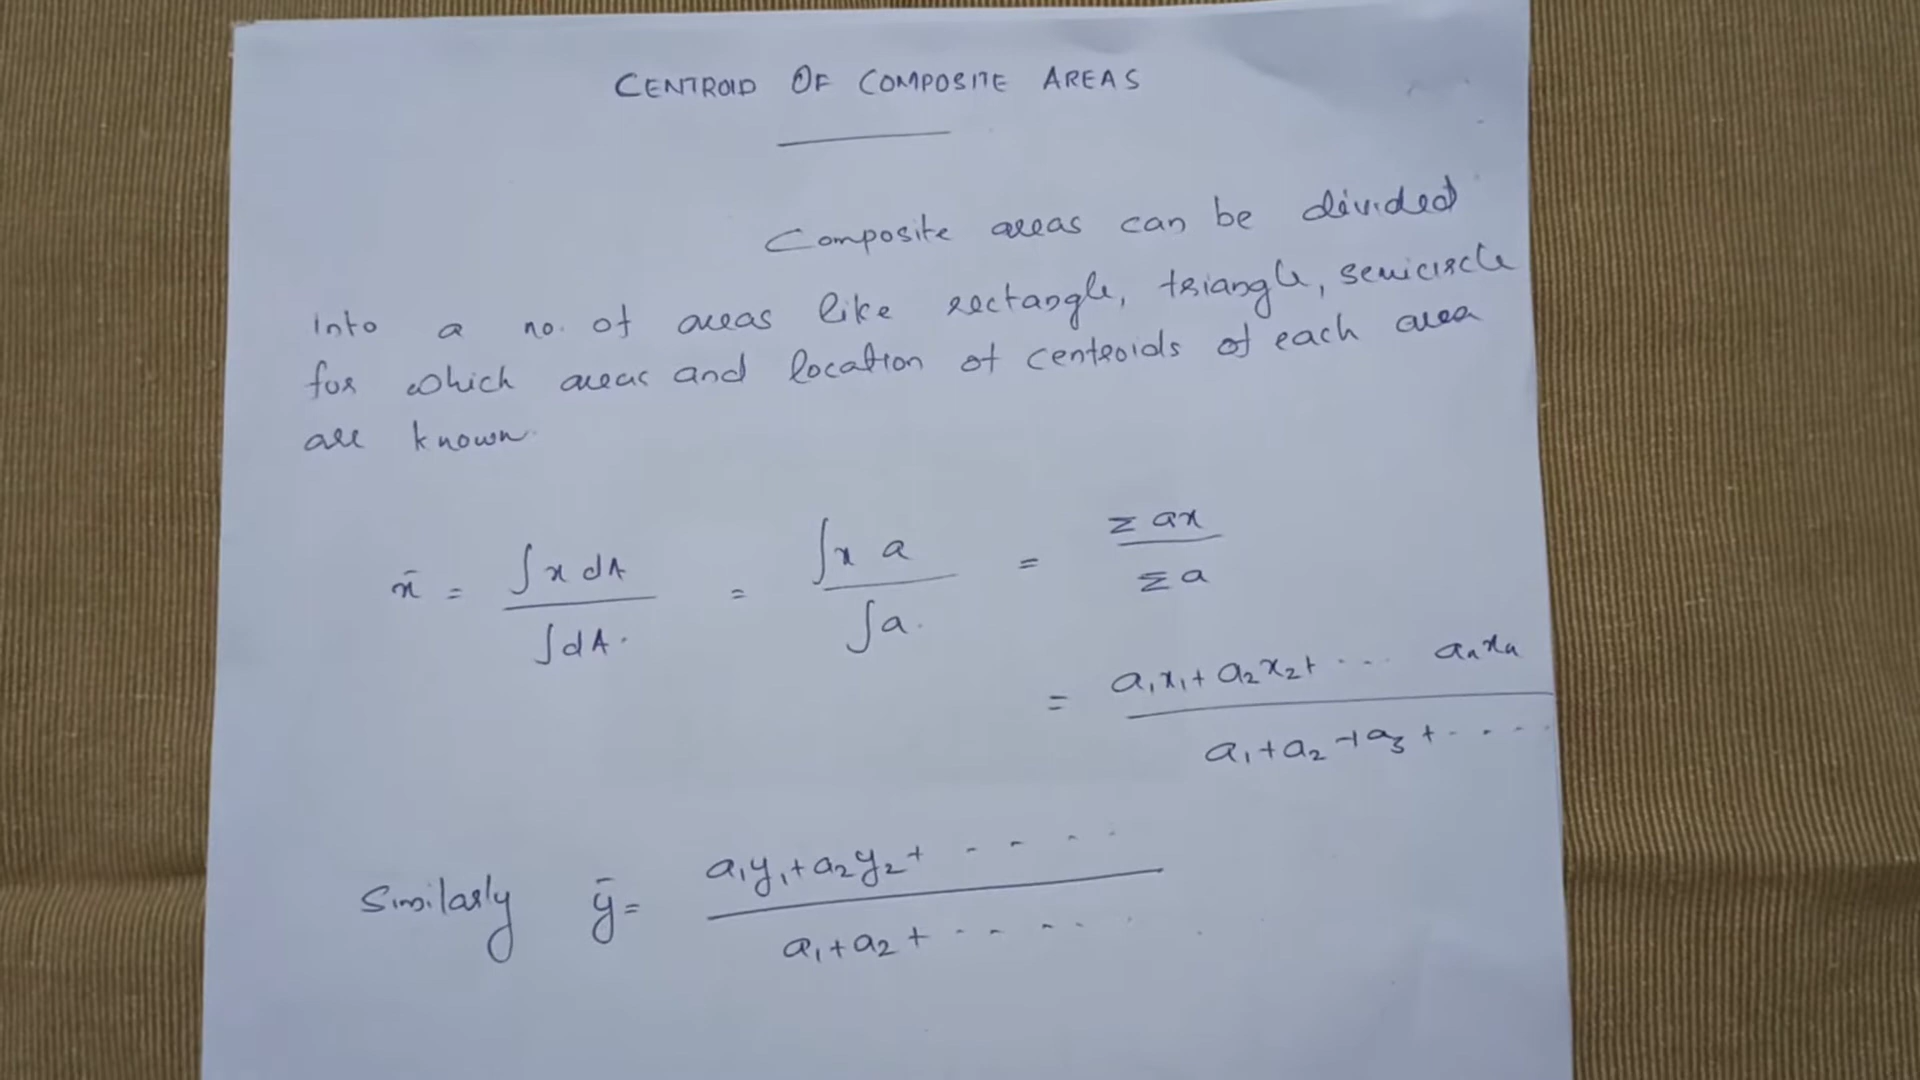 CENTROID OF COMPOSITE AREAS
Composite areas can be divided
into a no. of areas like rectangle, triangle, semicircle
for which areas and location of centroids of each area
are known.
x̄ = ∫x dA / ∫dA. = ∫x a / ∫a. = Σ ax / Σ a
= a₁x₁ + a₂x₂ + ... aₙxₙ / a₁ + a₂ + a₃ + ....
Similarly ȳ = a₁y₁ + a₂y₂ + ..... / a₁ + a₂ + .....